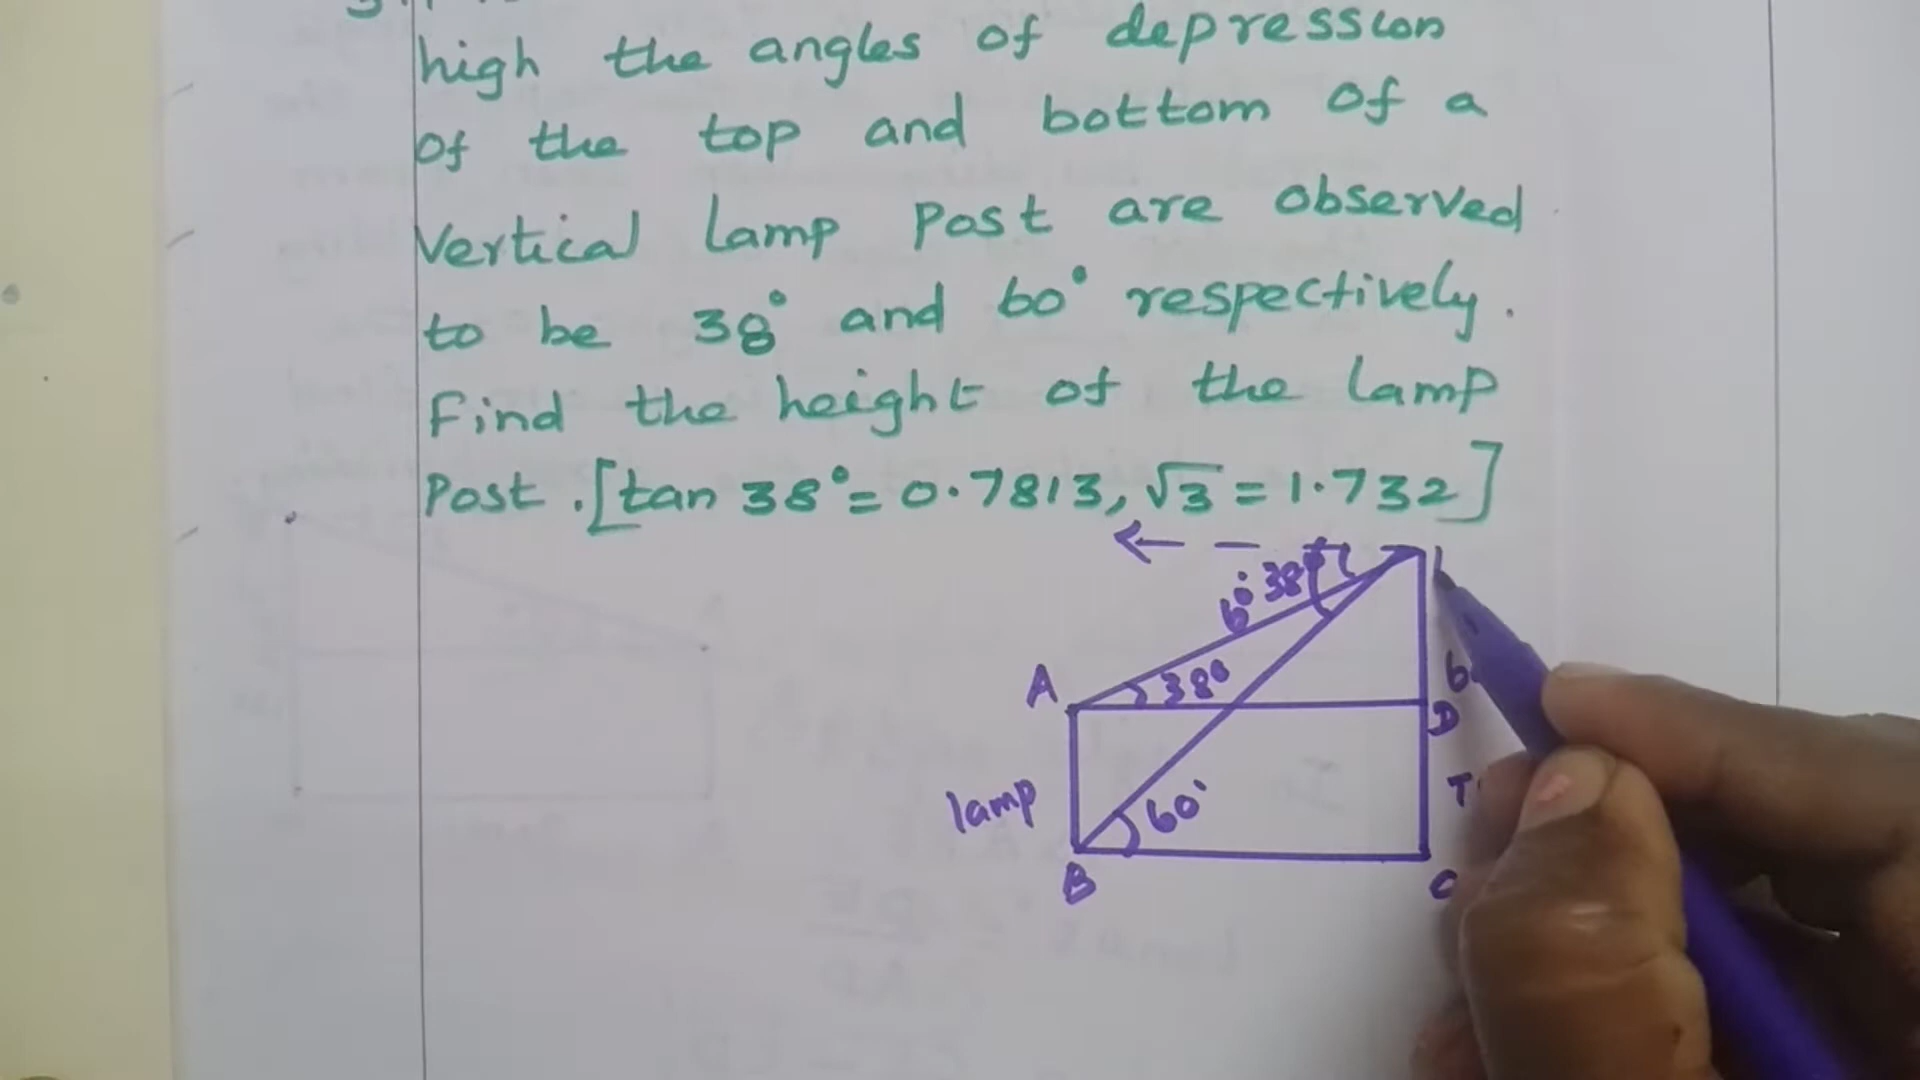 high the angles of depression
of the top and bottom of a
Vertical lamp Post are observed
to be 38° and 60° respectively.
Find the height of the lamp
Post. [tan 38° = 0.7813, √3 = 1.732]
60° 38°
A 38°
D
lamp 60°
B C